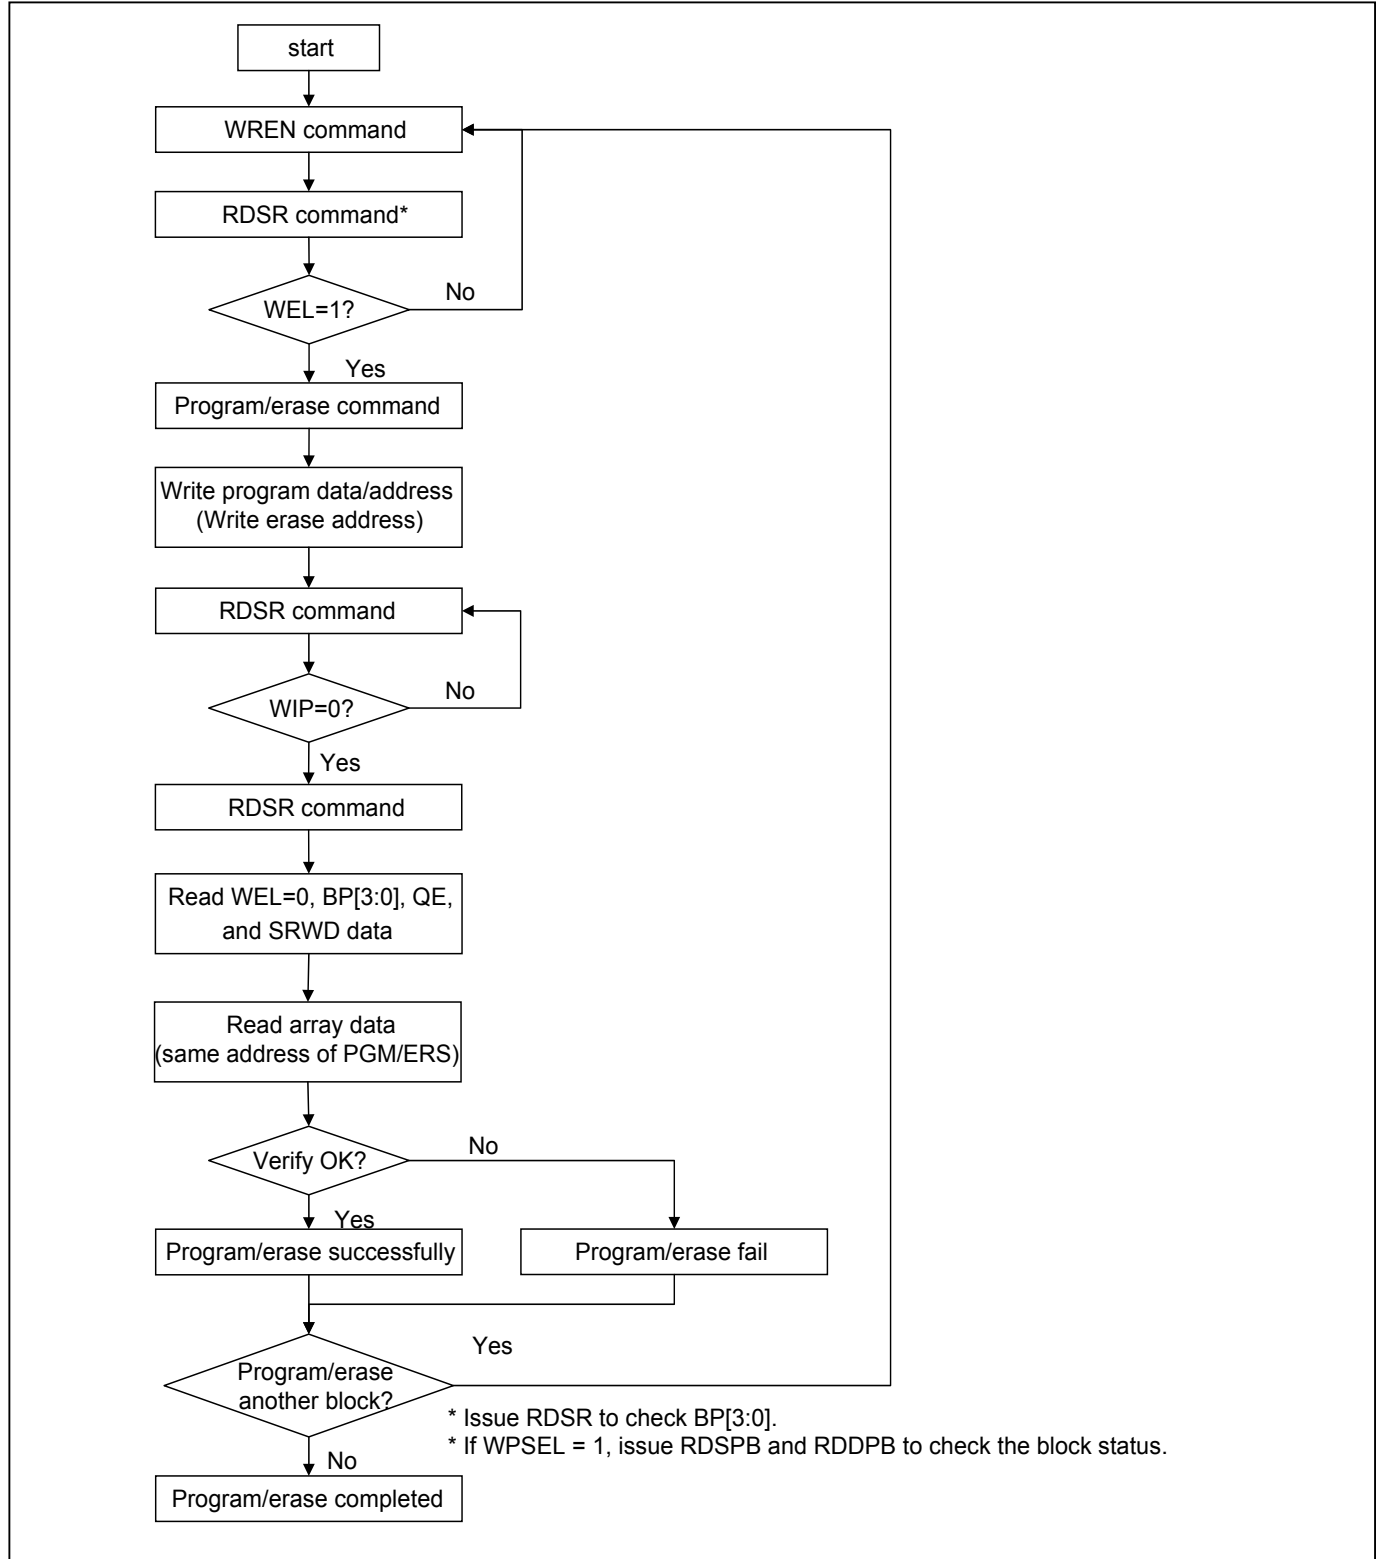 start
WREN command
RDSR command*
WEL=1?
No
Yes
Program/erase command
Write program data/address
(Write erase address)
RDSR command
WIP=0?
No
Yes
RDSR command
Read WEL=0, BP[3:0], QE,
and SRWD data
Read array data
(same address of PGM/ERS)
Verify OK?
No
Yes
Program/erase successfully
Program/erase fail
Program/erase
another block?
Yes
* Issue RDSR to check BP[3:0].
* If WPSEL = 1, issue RDSPB and RDDPB to check the block status.
No
Program/erase completed